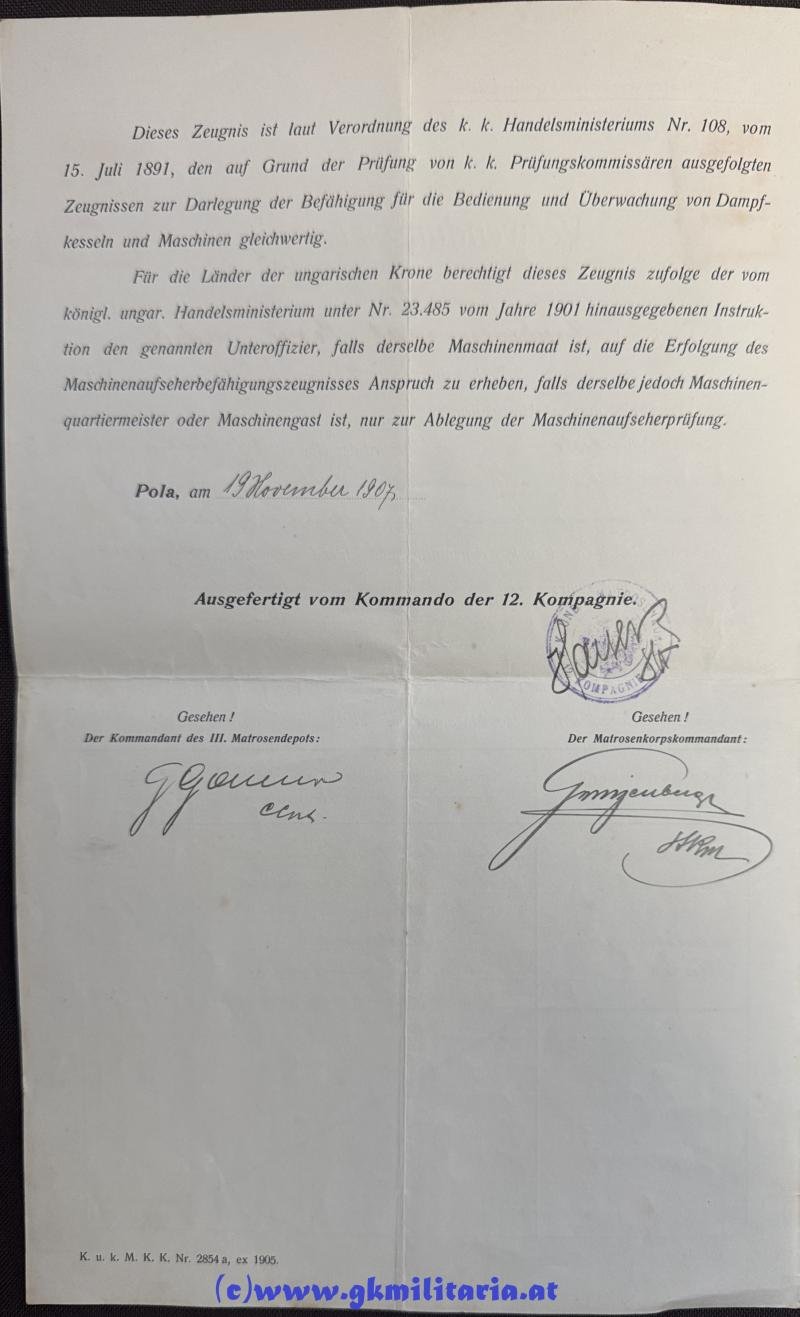 Dieses Zeugnis ist laut Verordnung des k. k. Handelsministeriums Nr. 108, vom
15. Juli 1891, den auf Grund der Prüfung von k. k. Prüfungskommissären ausgefolgten
Zeugnissen zur Darlegung der Befähigung für die Bedienung und Überwachung von Dampf-
kesseln und Maschinen gleichwertig.
Für die Länder der ungarischen Krone berechtigt dieses Zeugnis zufolge der vom
königl. ungar. Handelsministerium unter Nr. 23.485 vom Jahre 1901 hinausgegebenen Instruk-
tion den genannten Unteroffizier, falls derselbe Maschinenmaat ist, auf die Erfolgung des
Maschinenaufseherbefähigungszeugnisses Anspruch zu erheben, falls derselbe jedoch Maschinen-
quartiermeister oder Maschinengast ist, nur zur Ablegung der Maschinenaufseherprüfung.
Pola, am 19 November 1907,
Ausgefertigt vom Kommando der 12. Kompagnie.
KOMPAGNIE
Gesehen!
Der Kommandant des III. Matrosendepots:
Gesehen!
Der Matrosenkorpskommandant:
K. u. k. M. K. K. Nr. 2854 a, ex 1905.
(c)www.gkmilitaria.at